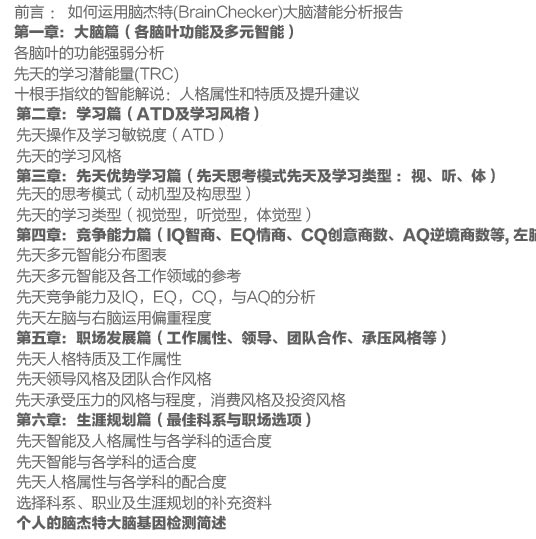 前言 ： 如何运用脑杰特(BrainChecker)大脑潜能分析报告
第一章：大脑篇（各脑叶功能及多元智能）
各脑叶的功能强弱分析
先天的学习潜能量(TRC)
十根手指纹的智能解说：人格属性和特质及提升建议
第二章：学习篇（ATD及学习风格）
先天操作及学习敏锐度（ATD）
先天的学习风格
第三章：先天优势学习篇（先天思考模式先天及学习类型 ：视、听、体）
先天的思考模式（动机型及构思型）
先天的学习类型（视觉型，听觉型，体觉型）
第四章：竞争能力篇（IQ智商、EQ情商、CQ创意商数、AQ逆境商数等, 左脑
先天多元智能分布图表
先天多元智能及各工作领域的参考
先天竞争能力及IQ，EQ，CQ，与AQ的分析
先天左脑与右脑运用偏重程度
第五章：职场发展篇（工作属性、领导、团队合作、承压风格等）
先天人格特质及工作属性
先天领导风格及团队合作风格
先天承受压力的风格与程度，消费风格及投资风格
第六章：生涯规划篇（最佳科系与职场选项）
先天智能及人格属性与各学科的适合度
先天智能与各学科的适合度
先天人格属性与各学科的配合度
选择科系、职业及生涯规划的补充资料
个人的脑杰特大脑基因检测简述